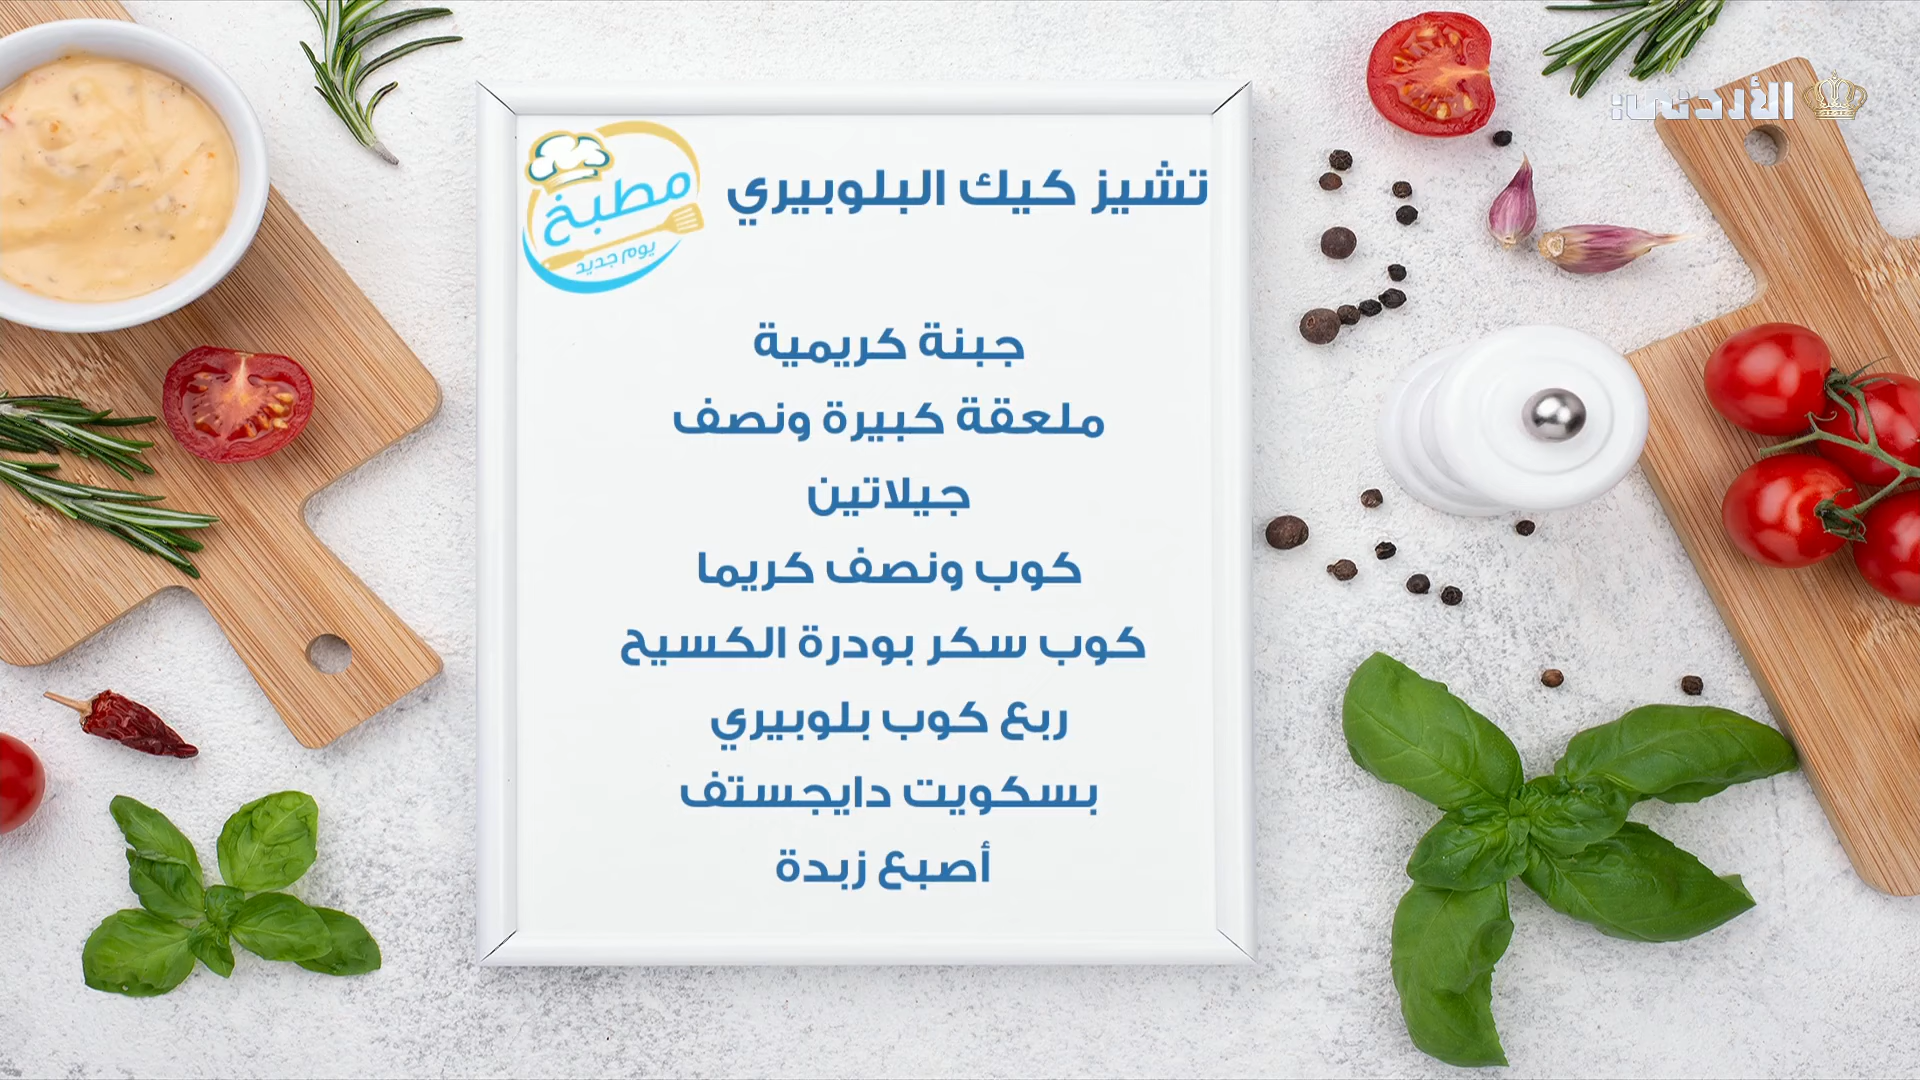 الأردني
تشيز كيك البلوبيري
مطبخ
يوم جديد
جبنة كريمية
ملعقة كبيرة ونصف
جيلاتين
كوب ونصف كريما
كوب سكر بودرة الكسيح
ربع كوب بلوبيري
بسكويت دايجستف
أصبع زبدة